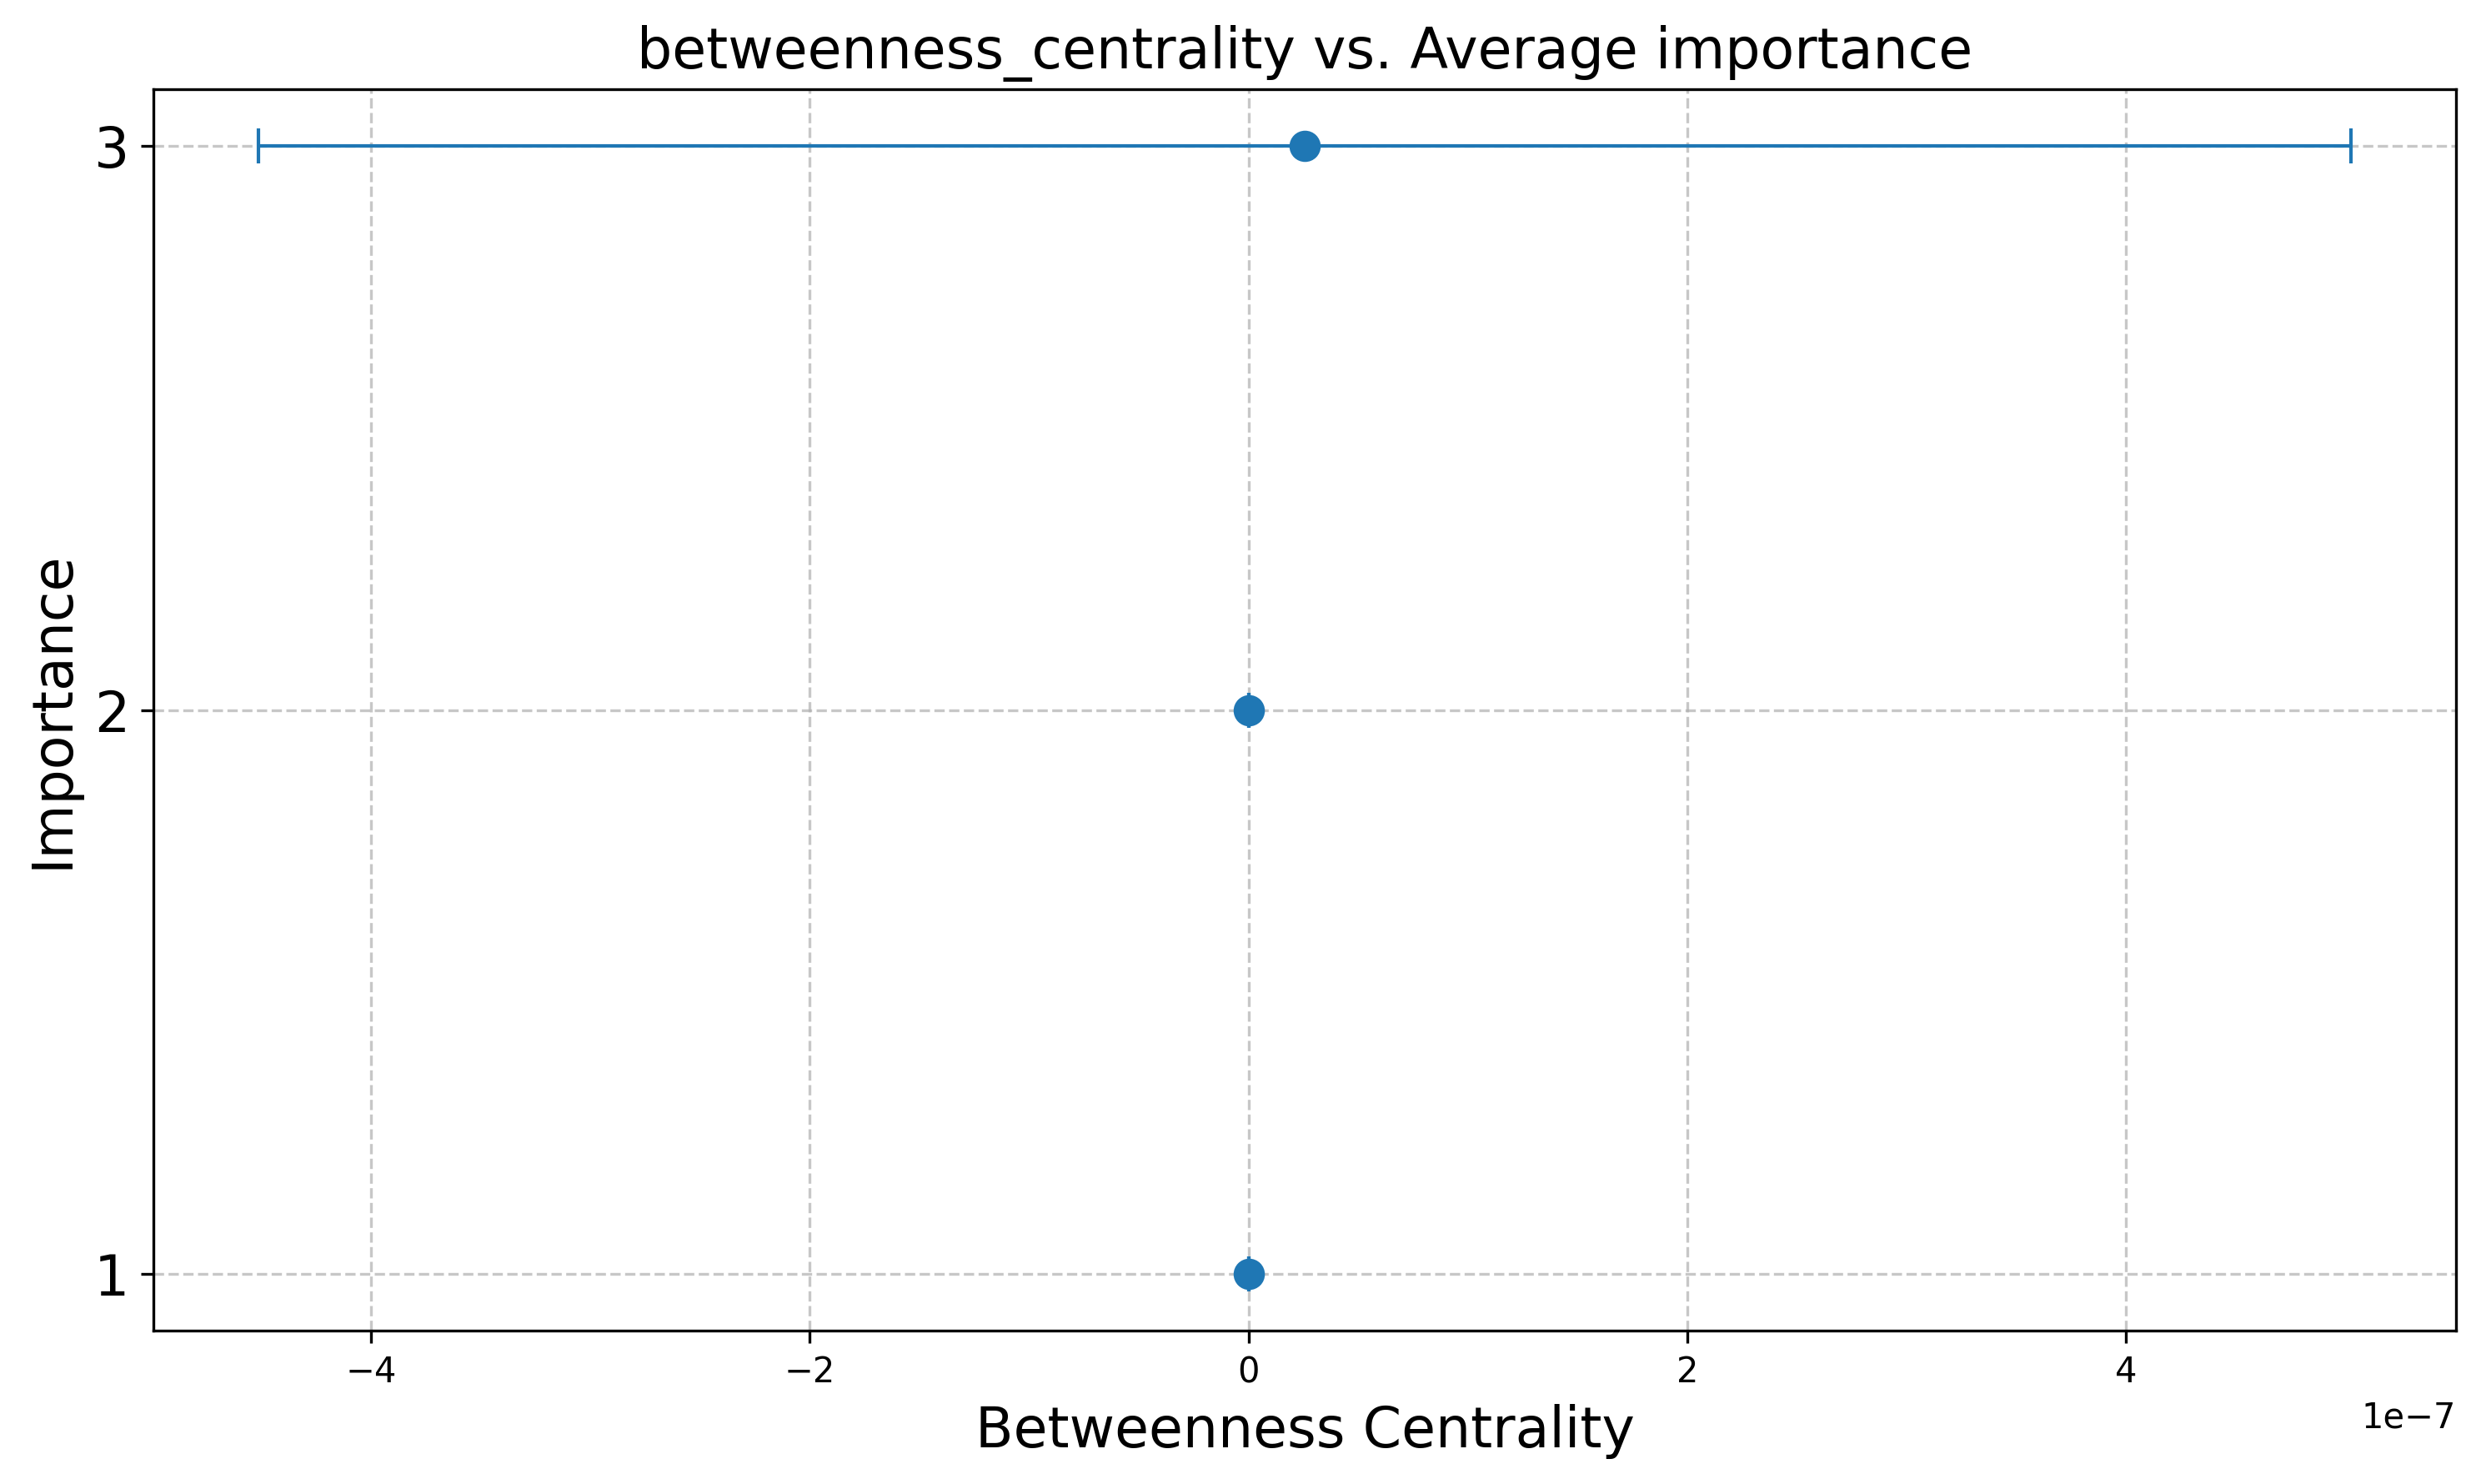 betweenness_centrality vs. Average importance
3
2
1
Importance
−4 −2 0 2 4
1e−7
Betweenness Centrality